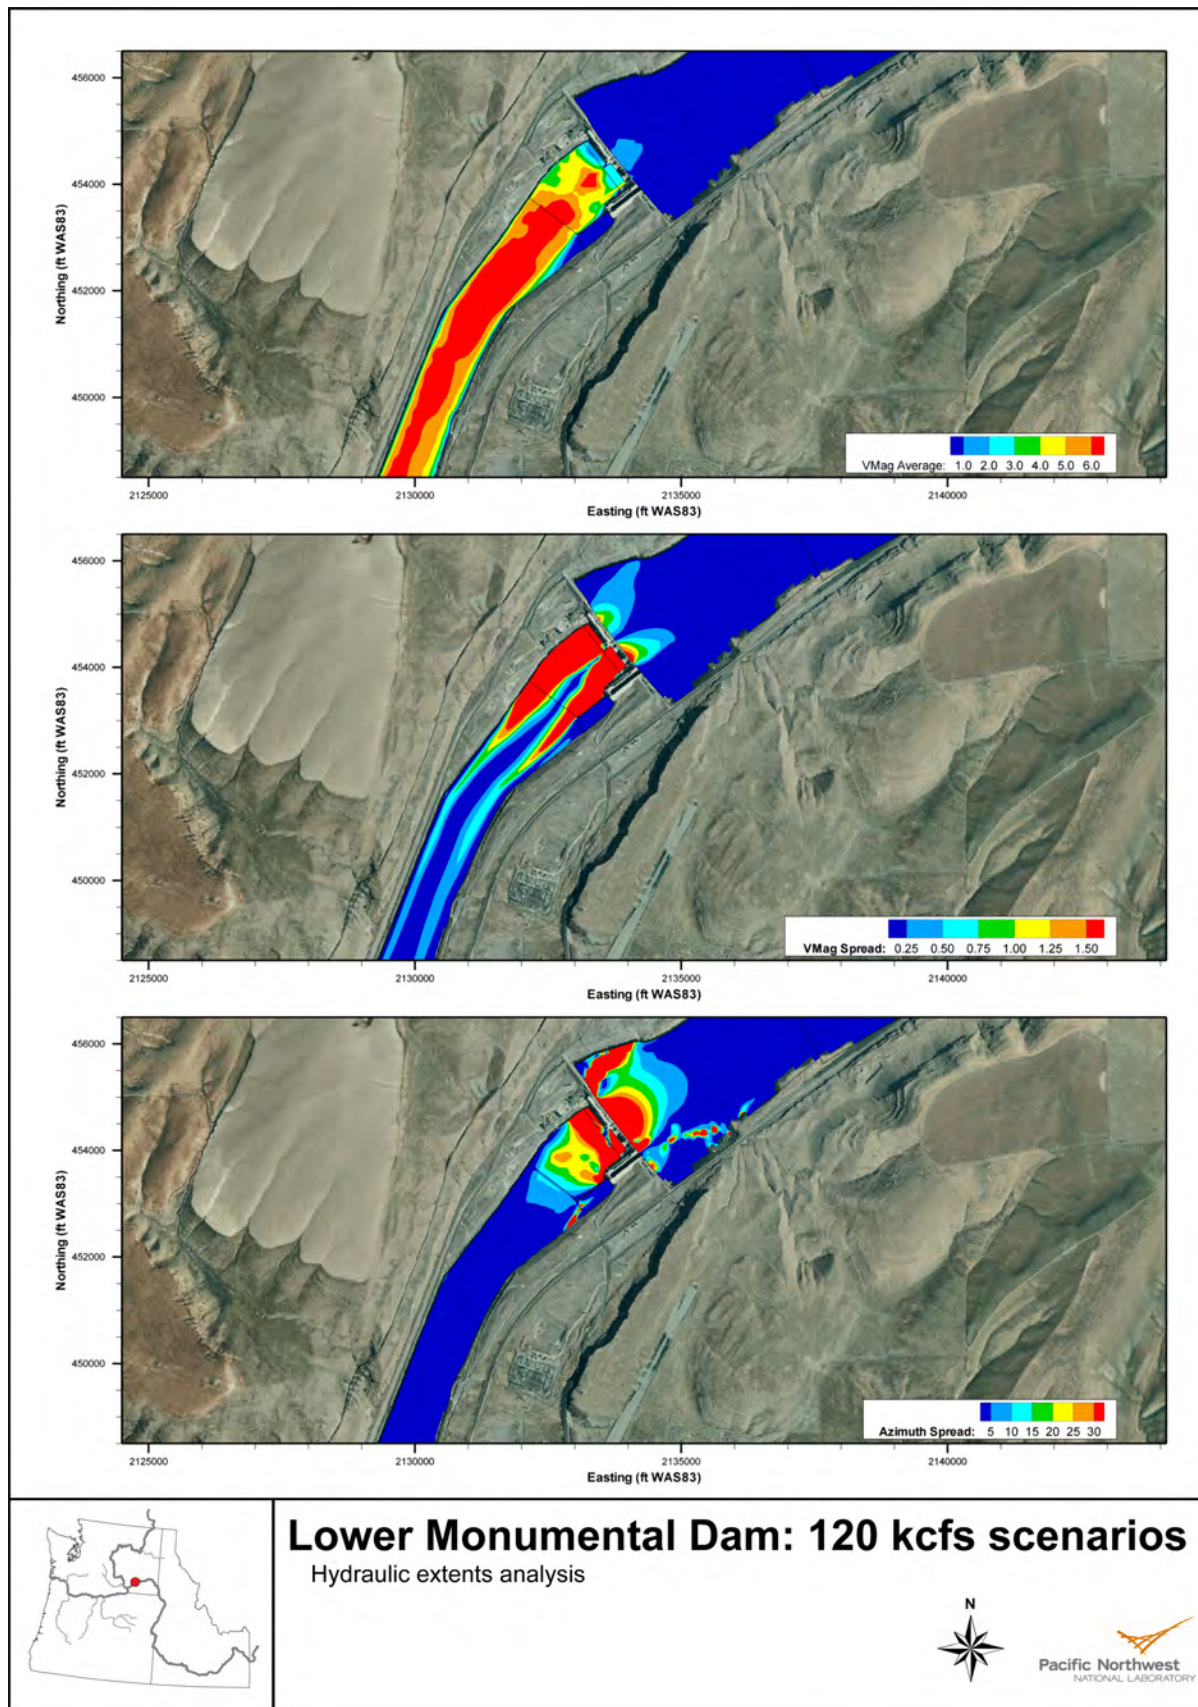 456000
454000
452000
450000
Northing (ft WAS83)
VMag Average: 1.0 2.0 3.0 4.0 5.0 6.0
2125000 2130000 2135000 2140000
Easting (ft WAS83)
456000
454000
452000
450000
Northing (ft WAS83)
VMag Spread: 0.25 0.50 0.75 1.00 1.25 1.50
2125000 2130000 2135000 2140000
Easting (ft WAS83)
456000
454000
452000
450000
Northing (ft WAS83)
Azimuth Spread: 5 10 15 20 25 30
2125000 2130000 2135000 2140000
Easting (ft WAS83)
Lower Monumental Dam: 120 kcfs scenarios
Hydraulic extents analysis
N
Pacific Northwest
NATIONAL LABORATORY